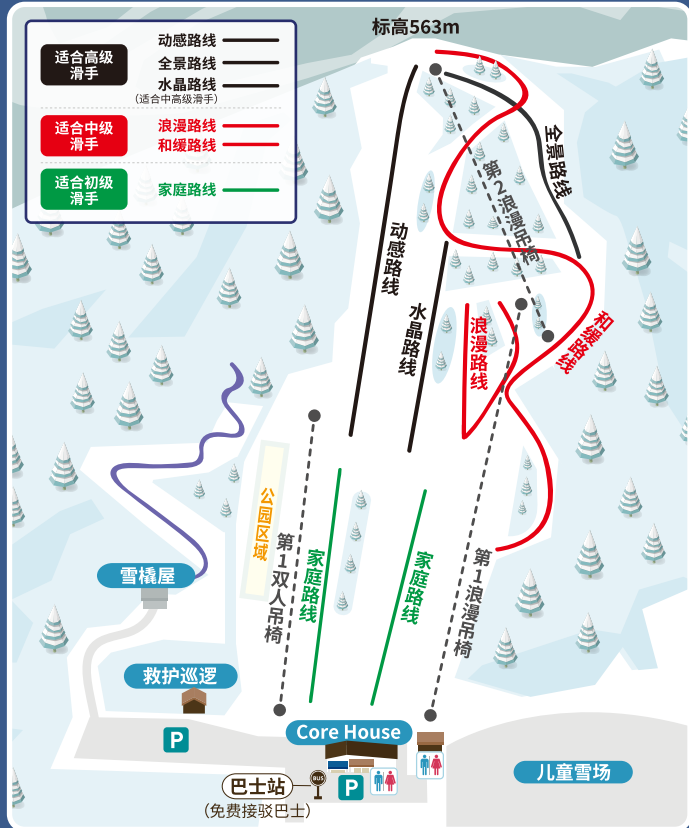 标高563m
适合高级
滑手
动感路线
全景路线
水晶路线
(适合中高级滑手)
适合中级
滑手
浪漫路线
和缓路线
适合初级
滑手
家庭路线
全景路线
第2浪漫吊椅
动感路线
水晶路线
浪漫路线
和缓路线
公园区域
第1双人吊椅
家庭路线
家庭路线
第1浪漫吊椅
雪橇屋
救护巡逻
P
Core House
儿童雪场
巴士站
BUS
P
(免费接驳巴士)